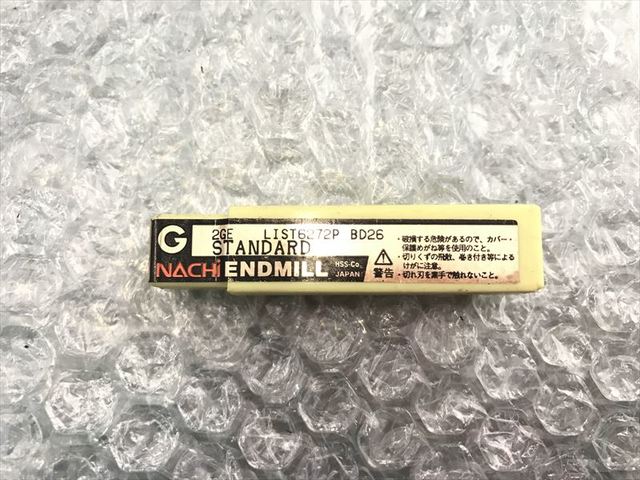 G
2GE LIST6272P BD26
STANDARD
NACHI ENDMILL HSS-Co. JAPAN
警告
・破損する危険があるので、カバー・
保護めがね等を使用のこと。
・切りくずの飛散、巻き付き等による
けがに注意。
・切れ刃を素手で触れないこと。